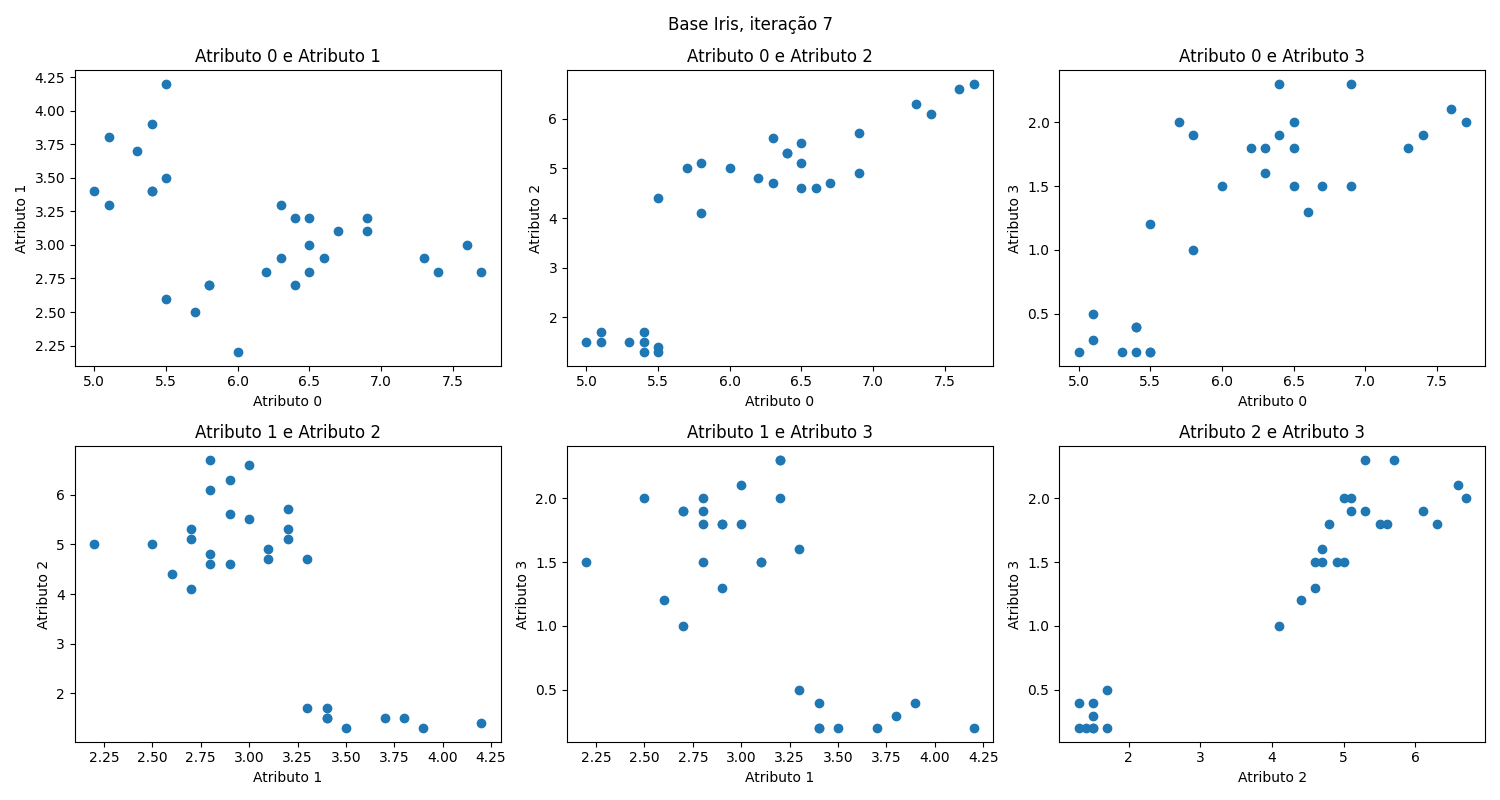 Base Iris, iteração 7
Atributo 0 e Atributo 1
4.25
4.00
3.75
3.50
3.25
3.00
2.75
2.50
2.25
Atributo 1
5.0 5.5 6.0 6.5 7.0 7.5
Atributo 0
Atributo 0 e Atributo 2
6
5
4
3
2
Atributo 2
5.0 5.5 6.0 6.5 7.0 7.5
Atributo 0
Atributo 0 e Atributo 3
2.0
1.5
1.0
0.5
Atributo 3
5.0 5.5 6.0 6.5 7.0 7.5
Atributo 0
Atributo 1 e Atributo 2
6
5
4
3
2
Atributo 2
2.25 2.50 2.75 3.00 3.25 3.50 3.75 4.00 4.25
Atributo 1
Atributo 1 e Atributo 3
2.0
1.5
1.0
0.5
Atributo 3
2.25 2.50 2.75 3.00 3.25 3.50 3.75 4.00 4.25
Atributo 1
Atributo 2 e Atributo 3
2.0
1.5
1.0
0.5
Atributo 3
2 3 4 5 6
Atributo 2